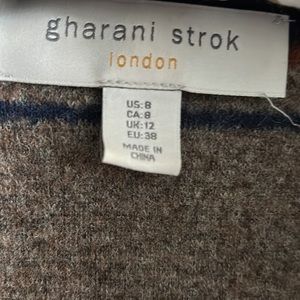 gharani strok
london
US: 8
CA: 8
UK: 12
EU: 38
MADE IN
CHINA